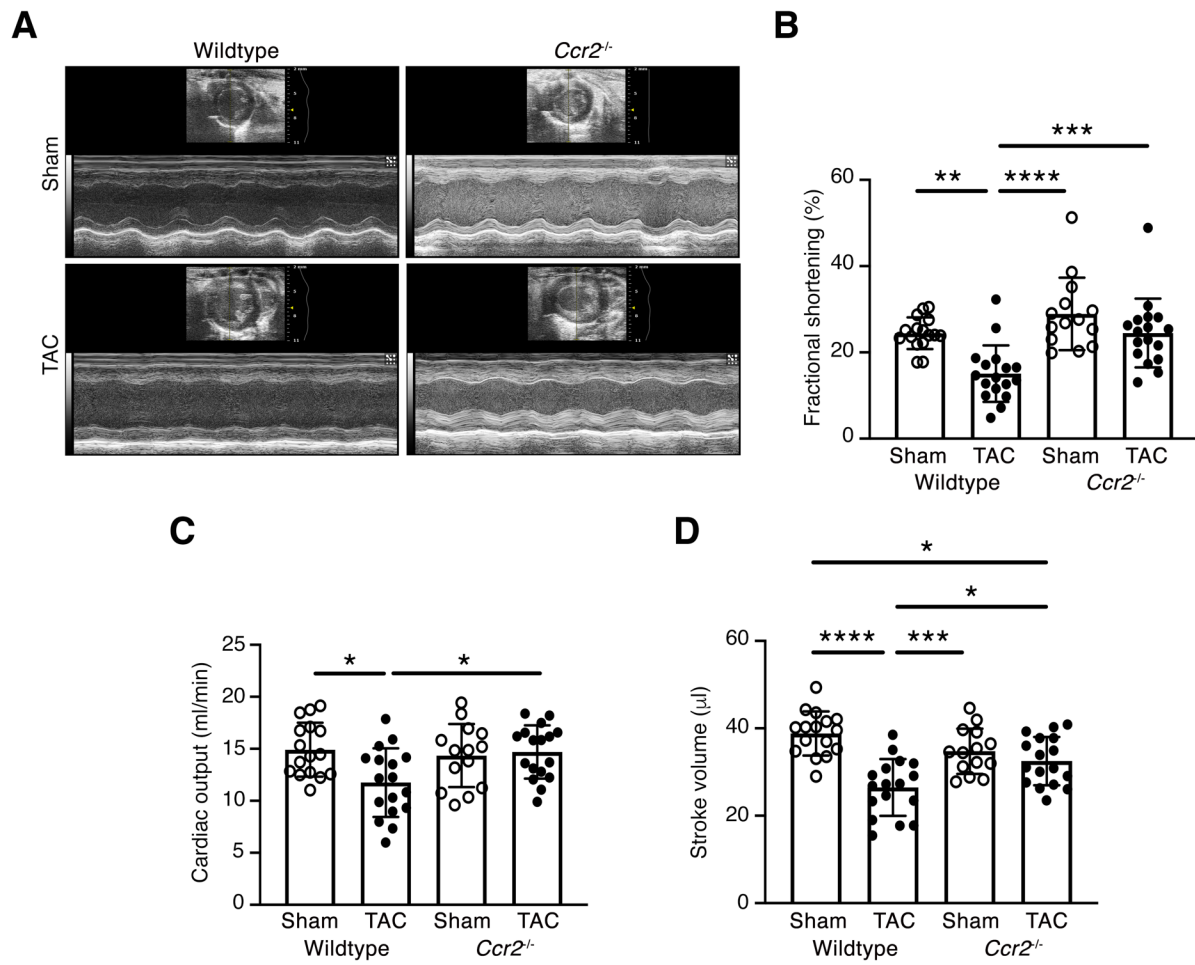 A
Wildtype
Ccr2-/-
Sham
TAC
B
***
** ****
Fractional shortening (%)
60
40
20
0
Sham TAC Sham TAC
Wildtype Ccr2-/-
C
* *
Cardiac output (ml/min)
25
20
15
10
5
0
Sham TAC Sham TAC
Wildtype Ccr2-/-
D
*
*
**** ***
Stroke volume (µl)
60
40
20
0
Sham TAC Sham TAC
Wildtype Ccr2-/-